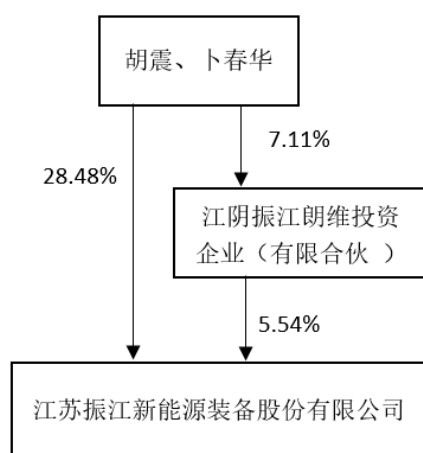 胡震、卜春华
7.11%
28.48%
江阴振江朗维投资
企业（有限合伙 ）
5.54%
江苏振江新能源装备股份有限公司